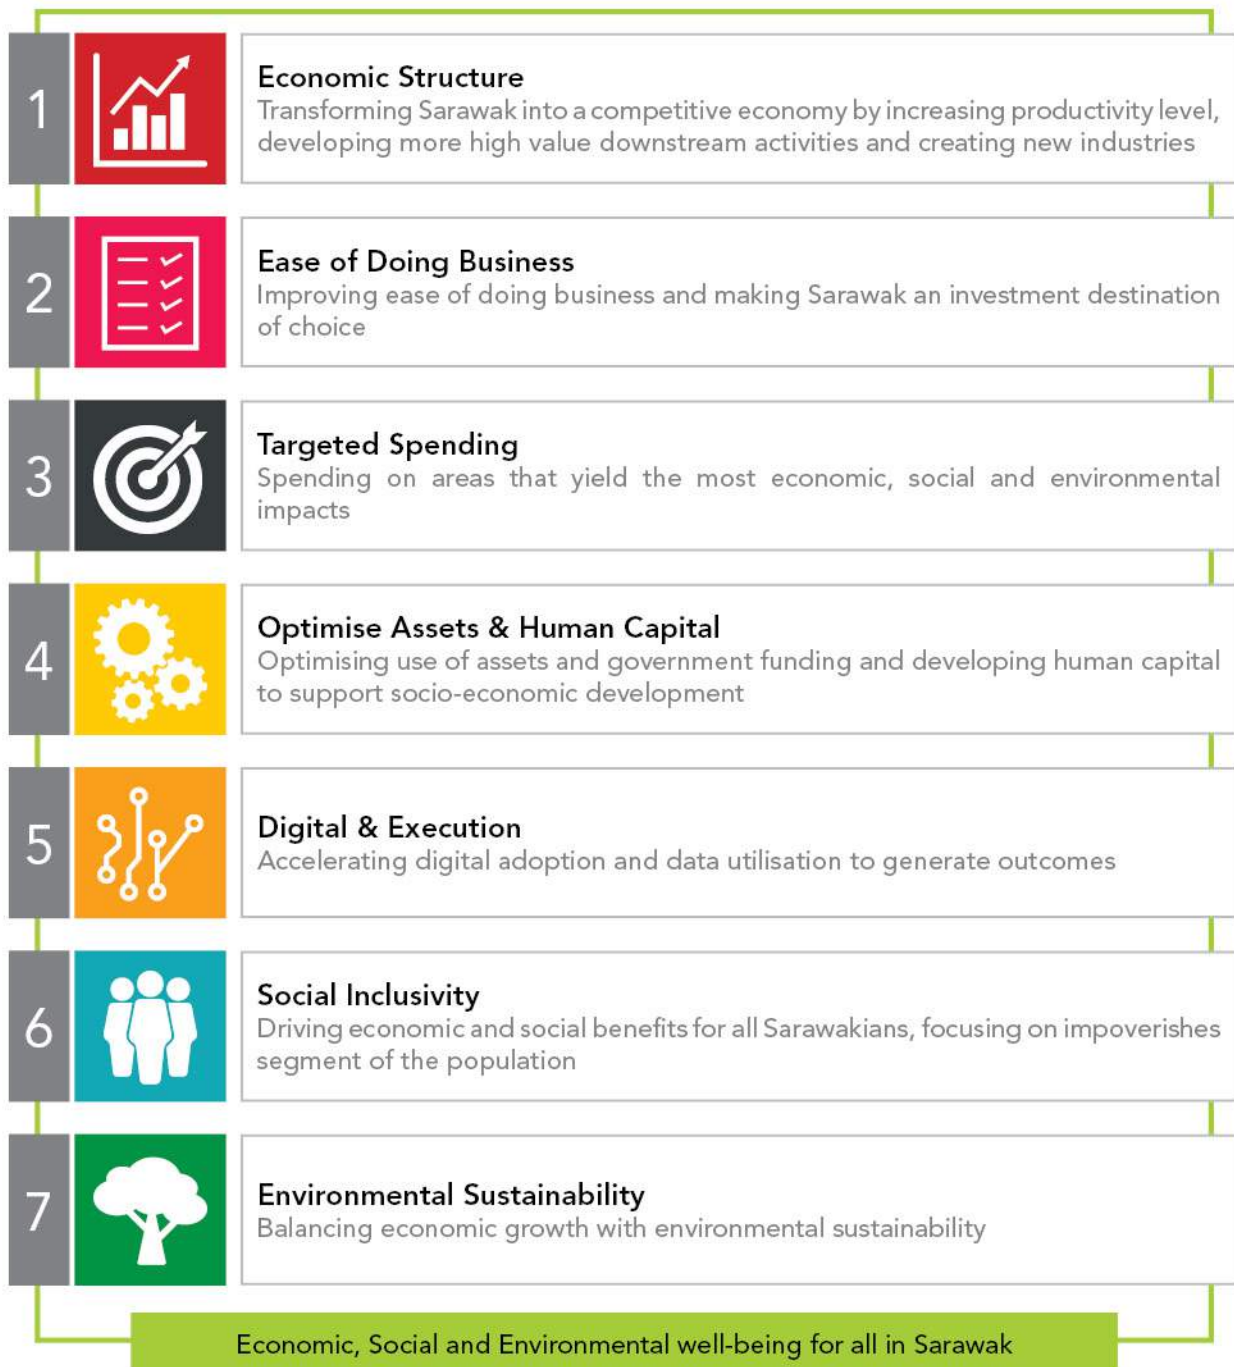 1
Economic Structure
Transforming Sarawak into a competitive economy by increasing productivity level,
developing more high value downstream activities and creating new industries
2
Ease of Doing Business
Improving ease of doing business and making Sarawak an investment destination
of choice
3
Targeted Spending
Spending on areas that yield the most economic, social and environmental
impacts
4
Optimise Assets & Human Capital
Optimising use of assets and government funding and developing human capital
to support socio-economic development
5
Digital & Execution
Accelerating digital adoption and data utilisation to generate outcomes
6
Social Inclusivity
Driving economic and social benefits for all Sarawakians, focusing on impoverishes
segment of the population
7
Environmental Sustainability
Balancing economic growth with environmental sustainability
Economic, Social and Environmental well-being for all in Sarawak